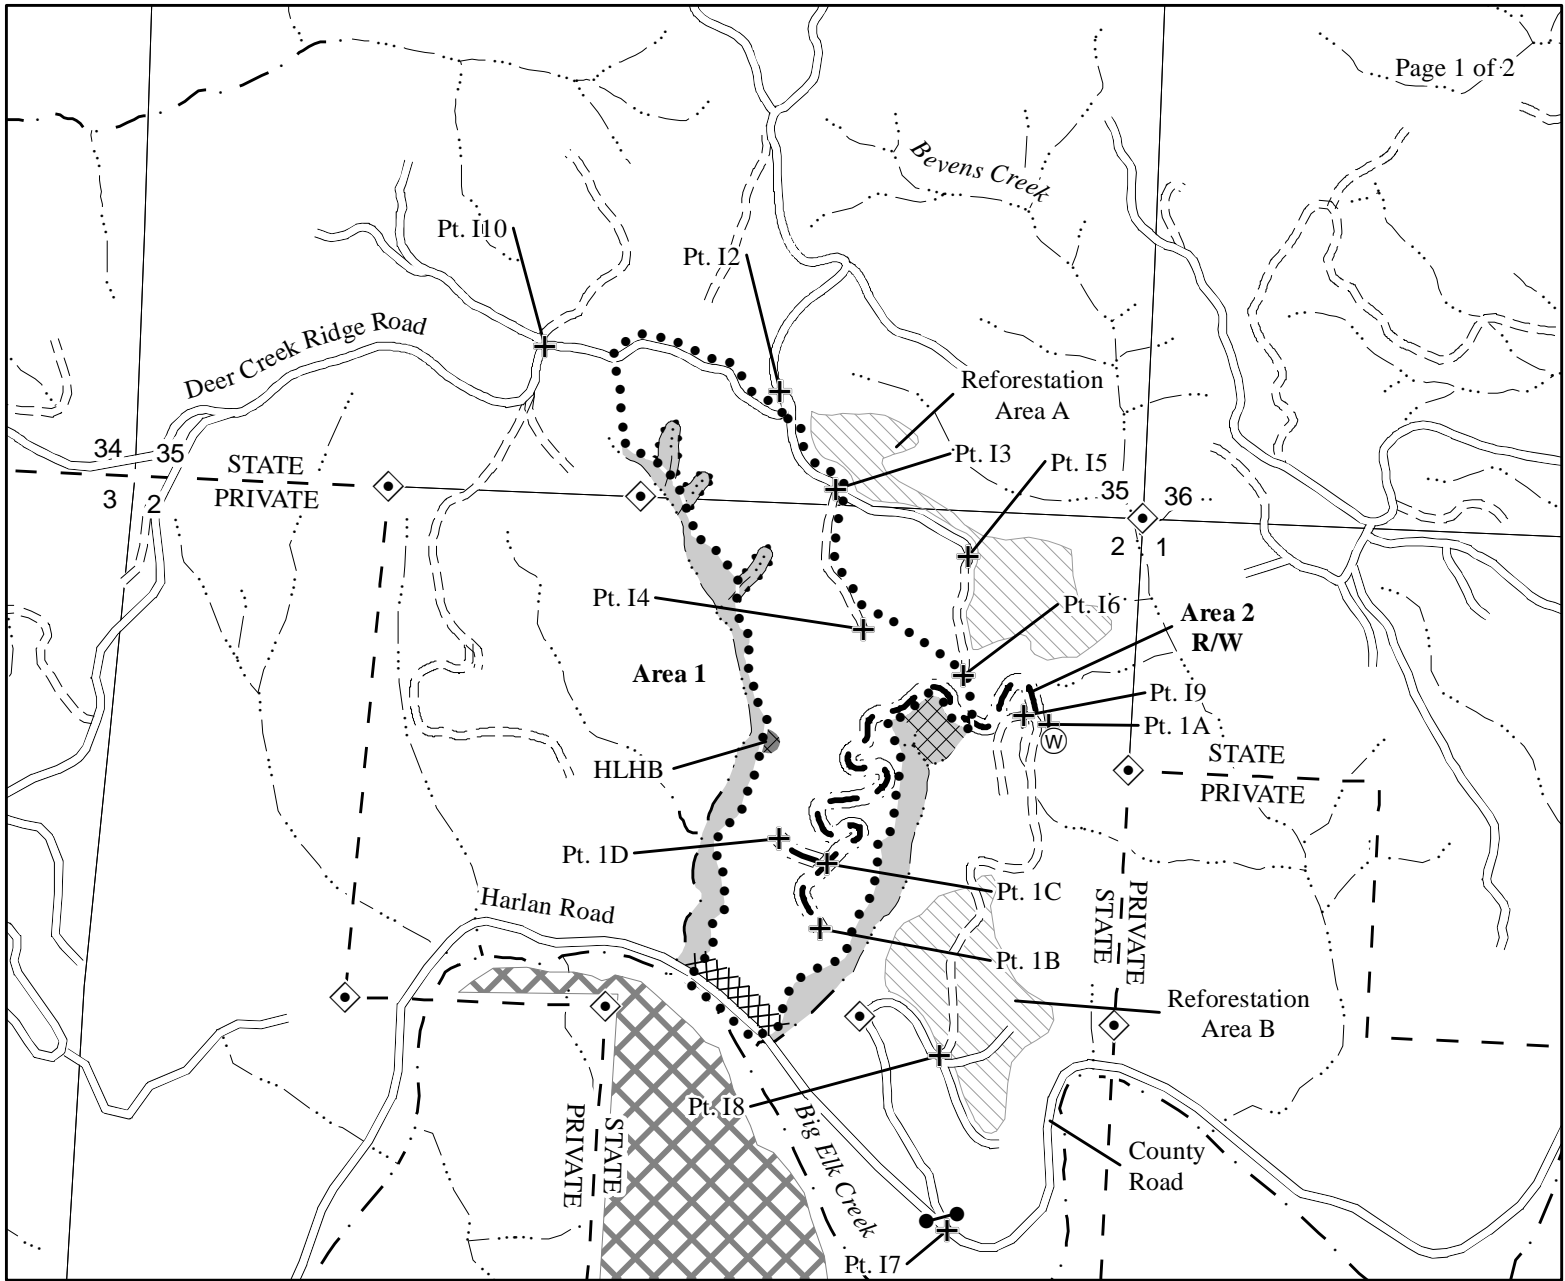 Page 1 of 2
Bevens Creek
Pt. I10
Pt. I2
Deer Creek Ridge Road
Reforestation
Area A
34
35
STATE
PRIVATE
3
2
Pt. I3
Pt. I5
35
36
2
1
Pt. I4
Pt. I6
Area 2
R/W
Area 1
Pt. I9
Pt. 1A
W
HLHB
STATE
PRIVATE
Pt. 1D
Pt. 1C
Harlan Road
PRIVATE
STATE
Pt. 1B
Reforestation
Area B
Pt. I8
Big Elk Creek
STATE
PRIVATE
County
Road
Pt. I7